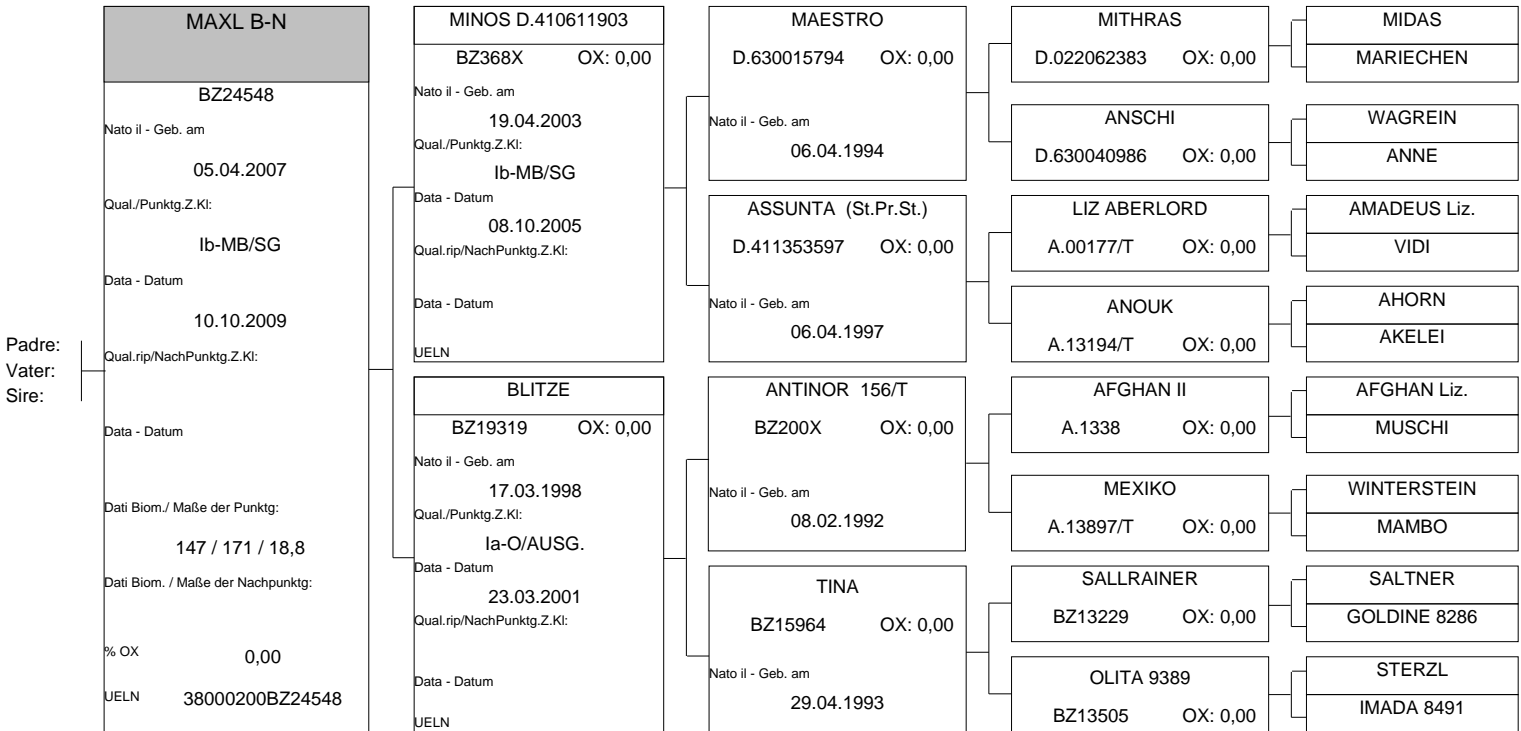 Padre:
Vater:
Sire:
MAXL B-N
BZ24548
Nato il - Geb. am
05.04.2007
Qual./Punktg.Z.Kl:
Ib-MB/SG
Data - Datum
10.10.2009
Qual.rip/NachPunktg.Z.Kl:
Data - Datum
Dati Biom./ Maße der Punktg:
147 / 171 / 18,8
Dati Biom. / Maße der Nachpunktg:
% OX 0,00
UELN 38000200BZ24548
MINOS D.410611903
BZ368X OX: 0,00
Nato il - Geb. am
19.04.2003
Qual./Punktg.Z.Kl:
Ib-MB/SG
Data - Datum
08.10.2005
Qual.rip/NachPunktg.Z.Kl:
Data - Datum
UELN
BLITZE
BZ19319 OX: 0,00
Nato il - Geb. am
17.03.1998
Qual./Punktg.Z.Kl:
Ia-O/AUSG.
Data - Datum
23.03.2001
Qual.rip/NachPunktg.Z.Kl:
Data - Datum
UELN
MAESTRO
D.630015794 OX: 0,00
Nato il - Geb. am
06.04.1994
ASSUNTA (St.Pr.St.)
D.411353597 OX: 0,00
Nato il - Geb. am
06.04.1997
ANTINOR 156/T
BZ200X OX: 0,00
Nato il - Geb. am
08.02.1992
TINA
BZ15964 OX: 0,00
Nato il - Geb. am
29.04.1993
MITHRAS
D.022062383 OX: 0,00
ANSCHI
D.630040986 OX: 0,00
LIZ ABERLORD
A.00177/T OX: 0,00
ANOUK
A.13194/T OX: 0,00
AFGHAN II
A.1338 OX: 0,00
MEXIKO
A.13897/T OX: 0,00
SALLRAINER
BZ13229 OX: 0,00
OLITA 9389
BZ13505 OX: 0,00
MIDAS
MARIECHEN
WAGREIN
ANNE
AMADEUS Liz.
VIDI
AHORN
AKELEI
AFGHAN Liz.
MUSCHI
WINTERSTEIN
MAMBO
SALTNER
GOLDINE 8286
STERZL
IMADA 8491